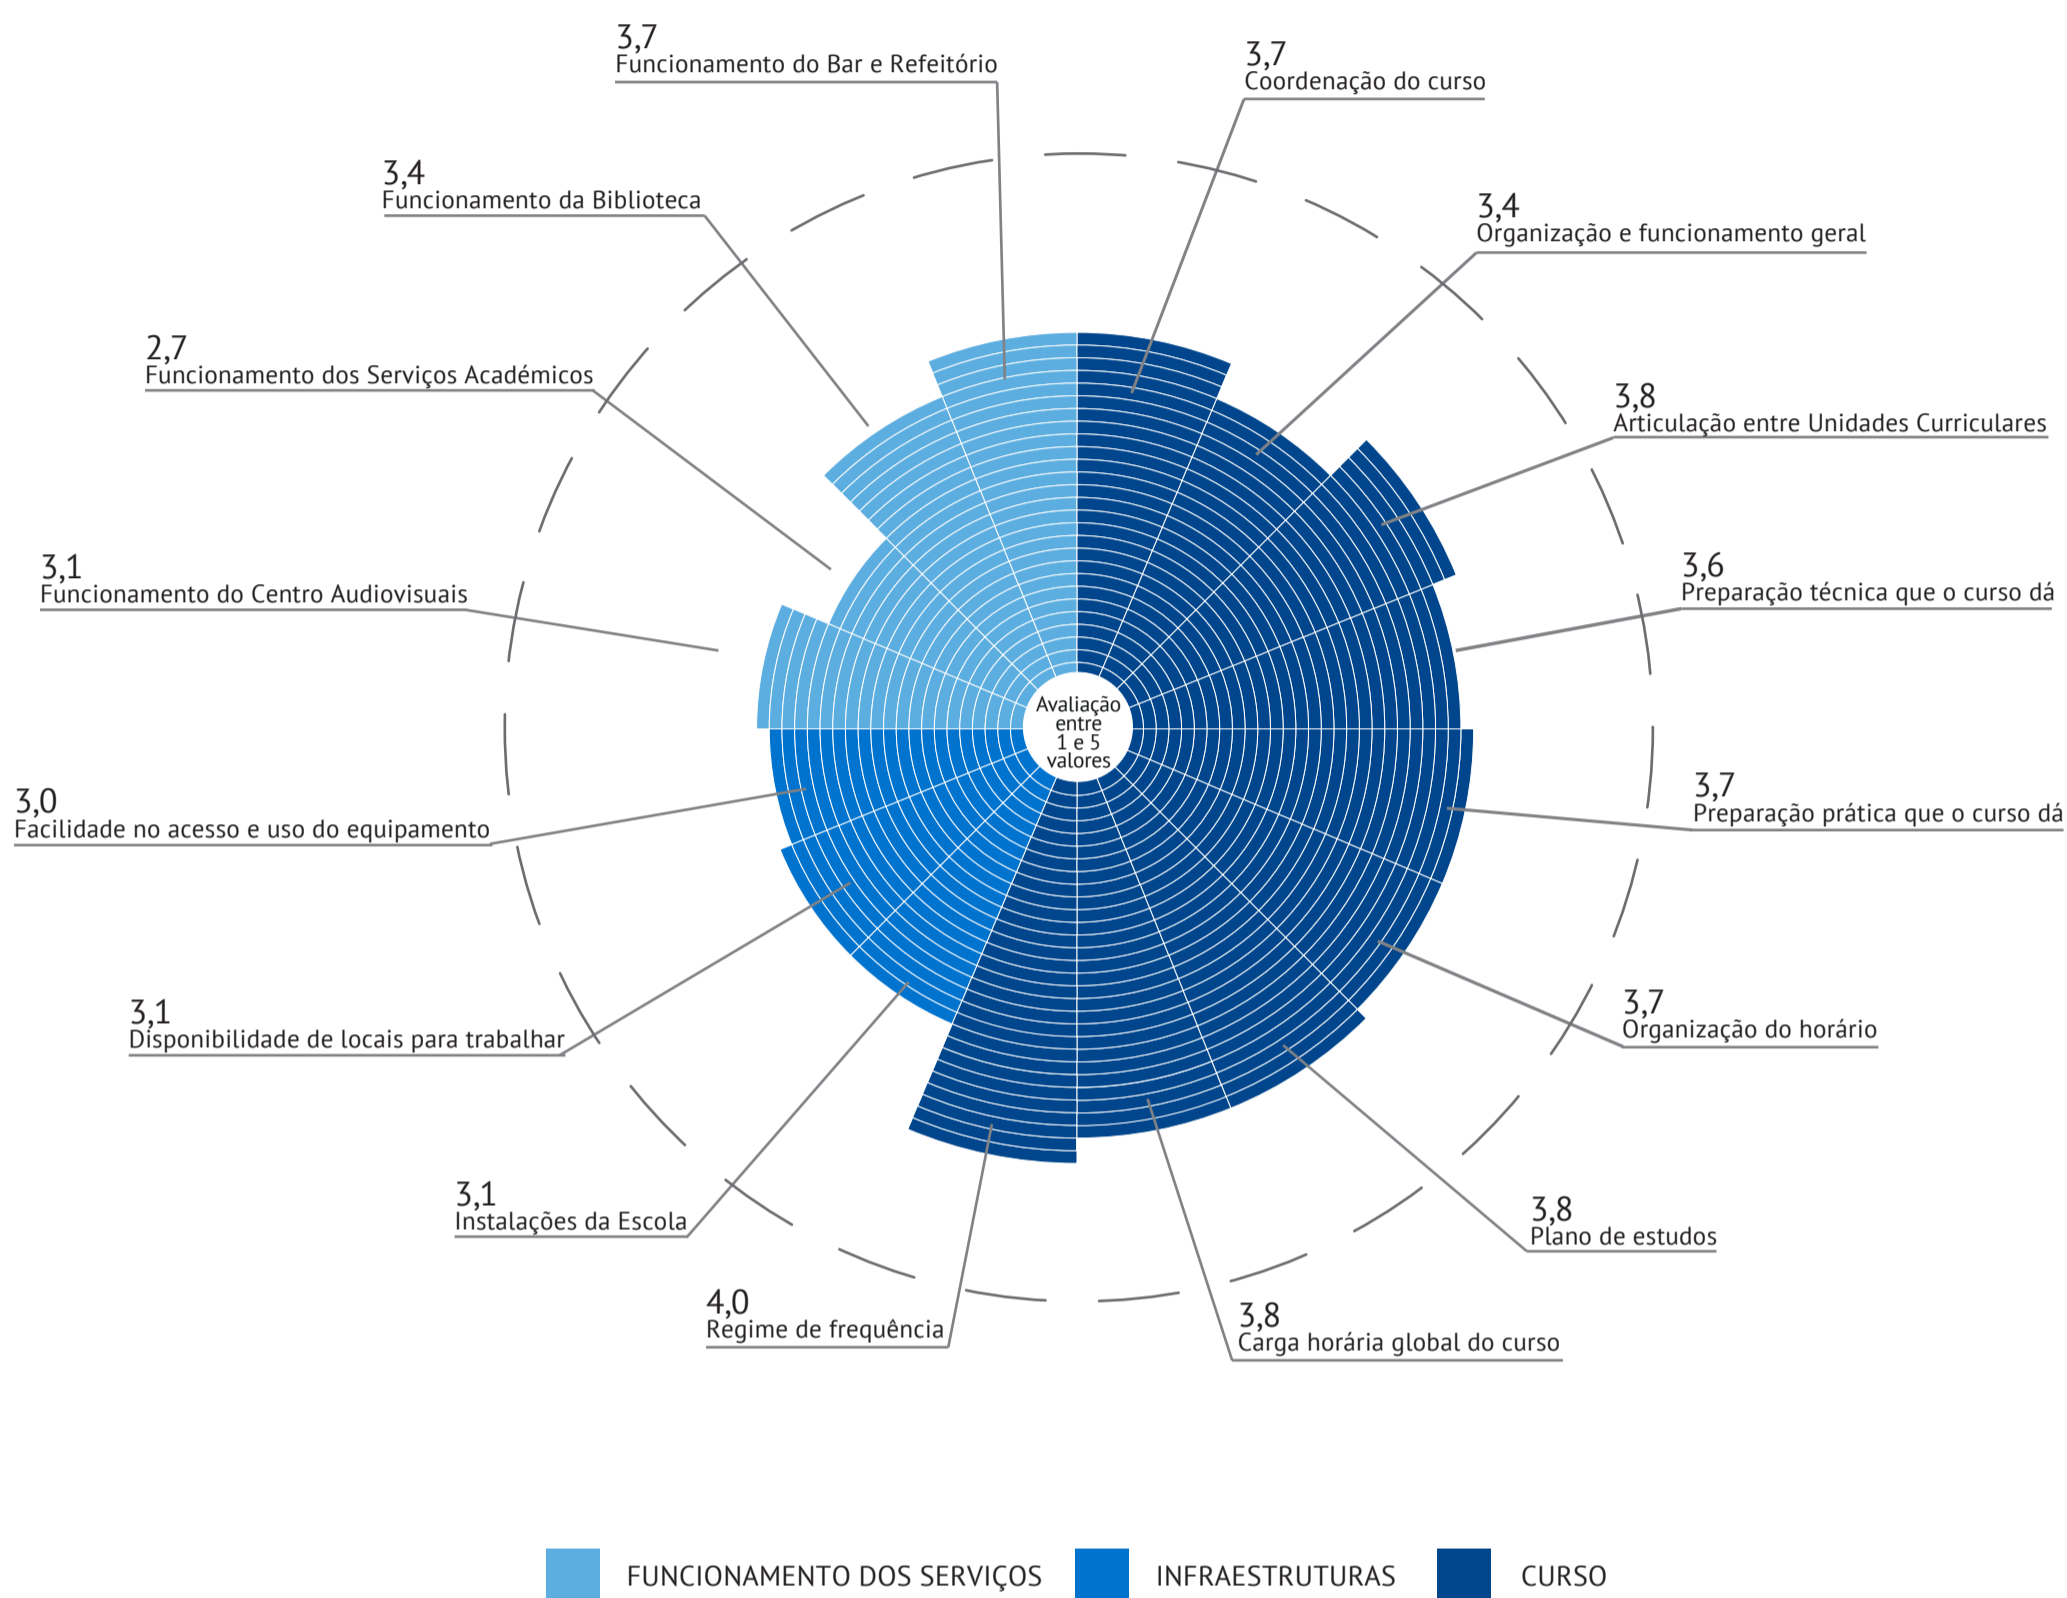 3,7
Funcionamento do Bar e Refeitório
3,7
Coordenação do curso
3,4
Funcionamento da Biblioteca
3,4
Organização e funcionamento geral
2,7
Funcionamento dos Serviços Académicos
3,8
Articulação entre Unidades Curriculares
3,1
Funcionamento do Centro Audiovisuais
3,6
Preparação técnica que o curso dá
Avaliação
entre
1 e 5
valores
3,0
Facilidade no acesso e uso do equipamento
3,7
Preparação prática que o curso dá
3,1
Disponibilidade de locais para trabalhar
3,7
Organização do horário
3,1
Instalações da Escola
3,8
Plano de estudos
4,0
Regime de frequência
3,8
Carga horária global do curso
FUNCIONAMENTO DOS SERVIÇOS
INFRAESTRUTURAS
CURSO